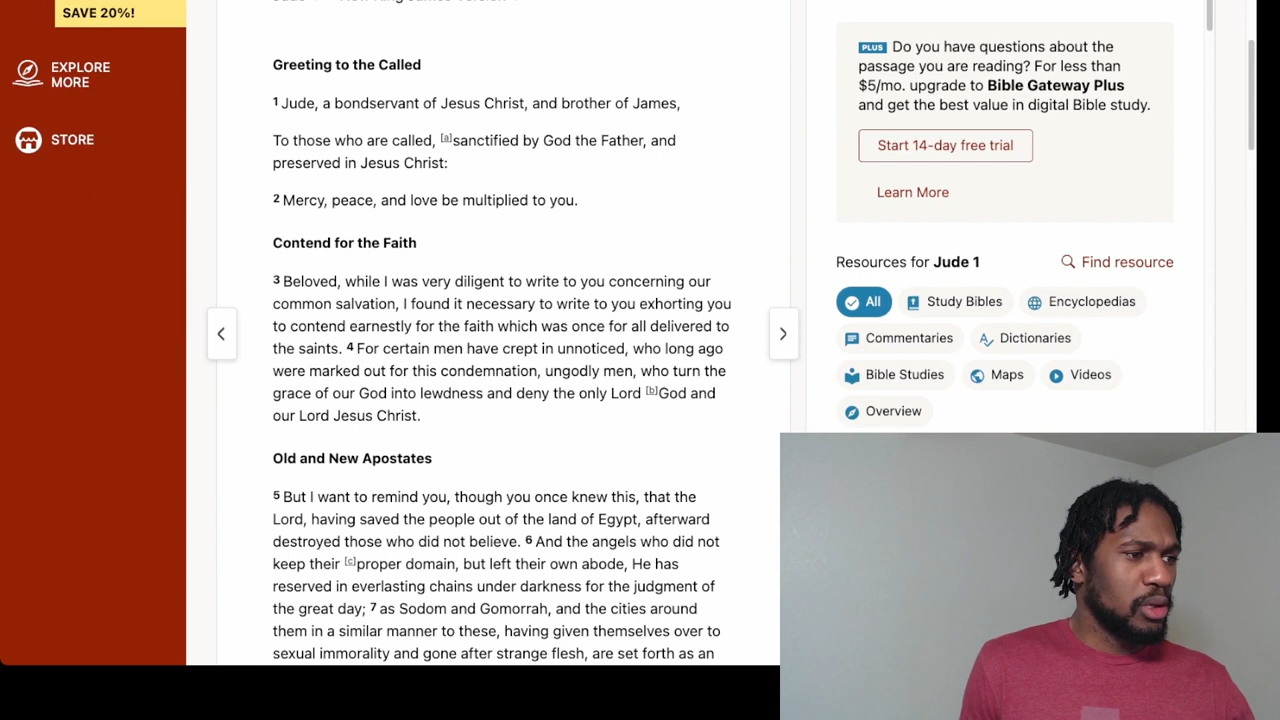 SAVE 20%!
EXPLORE
MORE
STORE
Greeting to the Called
1 Jude, a bondservant of Jesus Christ, and brother of James,
To those who are called, [a]sanctified by God the Father, and
preserved in Jesus Christ:
2 Mercy, peace, and love be multiplied to you.
Contend for the Faith
3 Beloved, while I was very diligent to write to you concerning our
common salvation, I found it necessary to write to you exhorting you
to contend earnestly for the faith which was once for all delivered to
the saints. 4 For certain men have crept in unnoticed, who long ago
were marked out for this condemnation, ungodly men, who turn the
grace of our God into lewdness and deny the only Lord [b]God and
our Lord Jesus Christ.
Old and New Apostates
5 But I want to remind you, though you once knew this, that the
Lord, having saved the people out of the land of Egypt, afterward
destroyed those who did not believe. 6 And the angels who did not
keep their [c]proper domain, but left their own abode, He has
reserved in everlasting chains under darkness for the judgment of
the great day; 7 as Sodom and Gomorrah, and the cities around
them in a similar manner to these, having given themselves over to
sexual immorality and gone after strange flesh, are set forth as an
PLUS Do you have questions about the
passage you are reading? For less than
$5/mo. upgrade to Bible Gateway Plus
and get the best value in digital Bible study.
Start 14-day free trial
Learn More
Resources for Jude 1
Find resource
All
Study Bibles
Encyclopedias
Commentaries
Dictionaries
Bible Studies
Maps
Videos
Overview